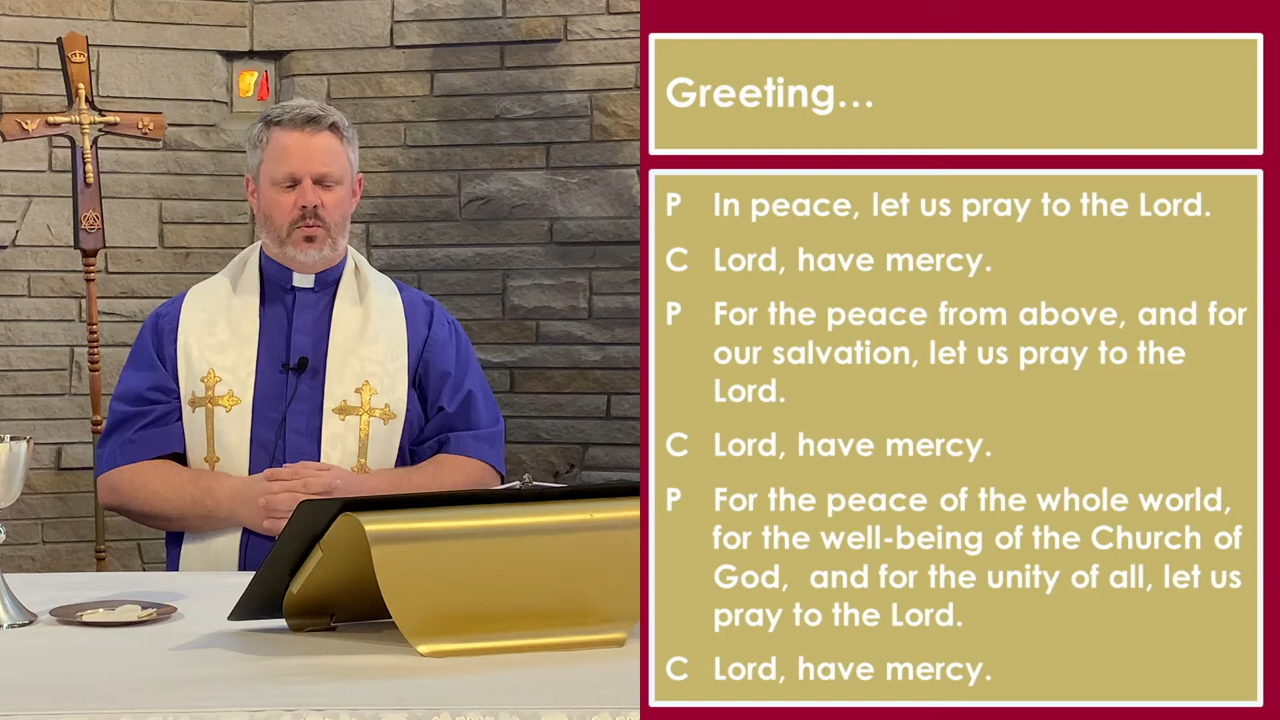 Greeting...
P In peace, let us pray to the Lord.
C Lord, have mercy.
P For the peace from above, and for
our salvation, let us pray to the
Lord.
C Lord, have mercy.
P For the peace of the whole world,
for the well-being of the Church of
God, and for the unity of all, let us
pray to the Lord.
C Lord, have mercy.